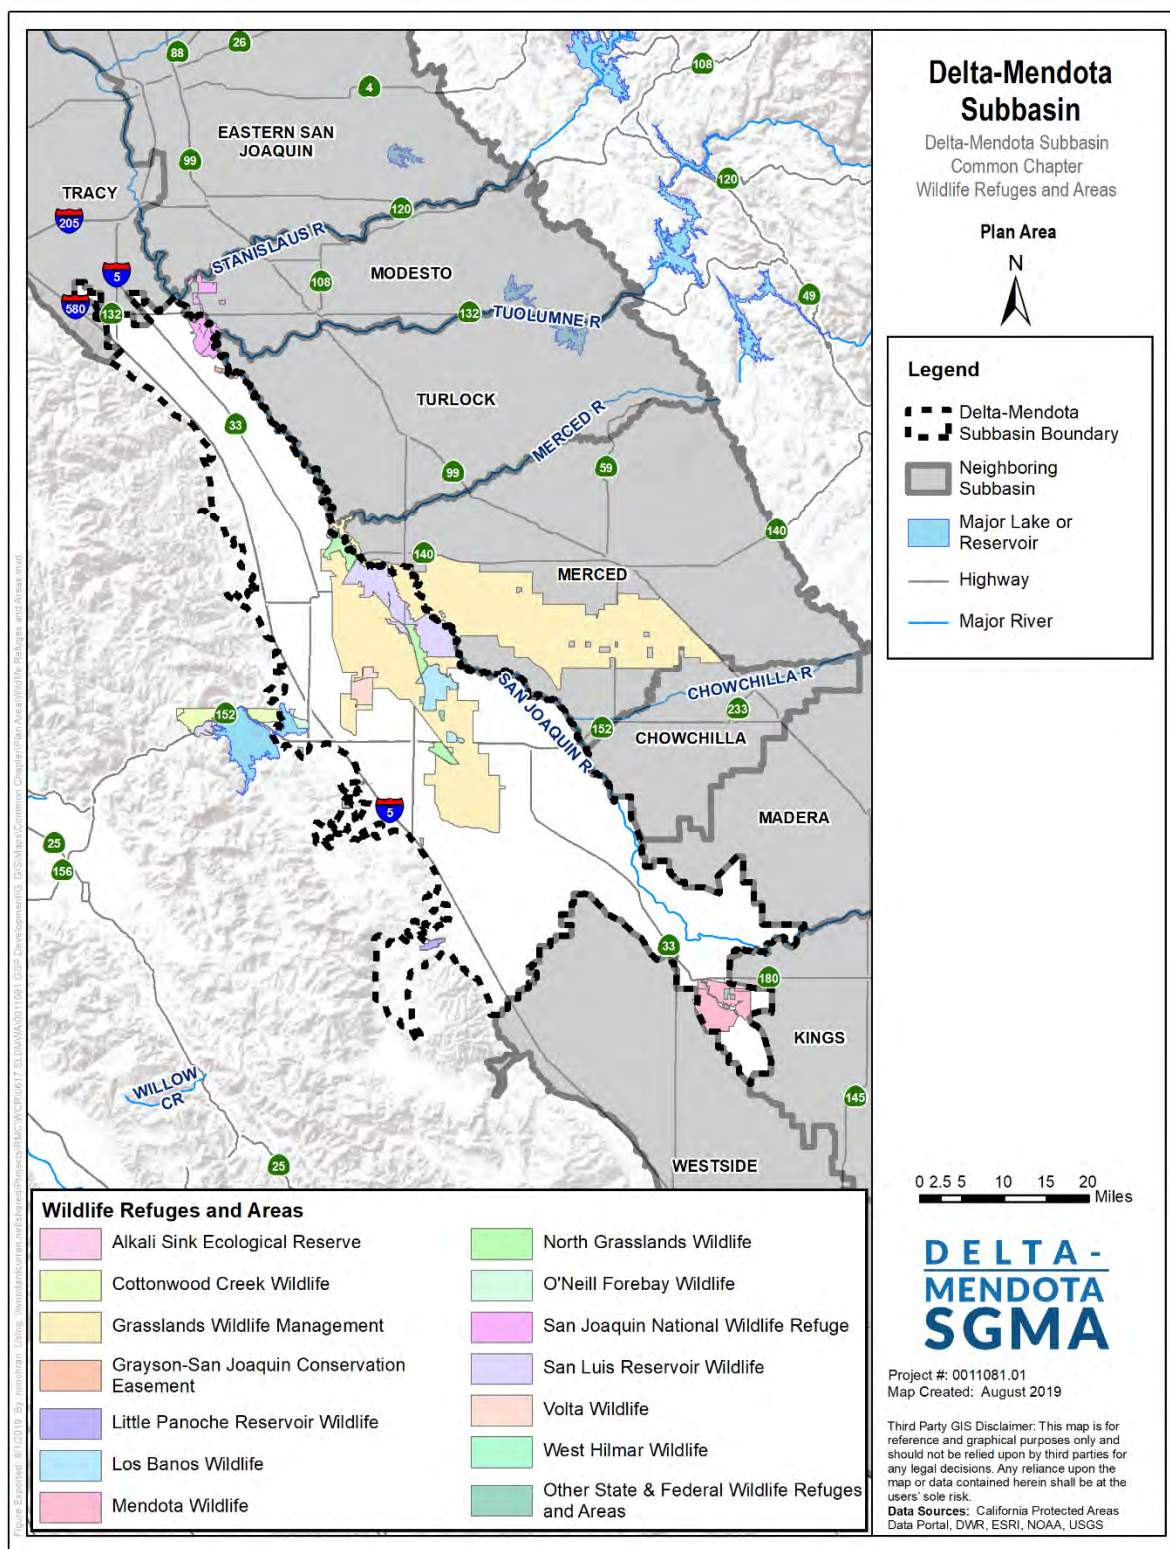 Delta-Mendota
Subbasin
Delta-Mendota Subbasin
Common Chapter
Wildlife Refuges and Areas
Plan Area
N
Legend
Delta-Mendota
Subbasin Boundary
Neighboring
Subbasin
Major Lake or
Reservoir
Highway
Major River
26
88
108
4
EASTERN SAN
JOAQUIN
99
TRACY
120
205
120
STANISLAUS R
MODESTO
5
108
49
580
132
132
TUOLUMNE R
TURLOCK
33
MERCED R
99
59
140
140
MERCED
SAN JOAQUIN R
CHOWCHILLA R
152
233
152
CHOWCHILLA
5
MADERA
25
156
33
180
KINGS
WILLOW
CR
145
25
WESTSIDE
Wildlife Refuges and Areas
Alkali Sink Ecological Reserve
Cottonwood Creek Wildlife
Grasslands Wildlife Management
Grayson-San Joaquin Conservation
Easement
Little Panoche Reservoir Wildlife
Los Banos Wildlife
Mendota Wildlife
North Grasslands Wildlife
O'Neill Forebay Wildlife
San Joaquin National Wildlife Refuge
San Luis Reservoir Wildlife
Volta Wildlife
West Hilmar Wildlife
Other State & Federal Wildlife Refuges
and Areas
0 2.5 5 10 15 20
Miles
DELTA-
MENDOTA
SGMA
Project #: 0011081.01
Map Created: August 2019
Third Party GIS Disclaimer: This map is for
reference and graphical purposes only and
should not be relied upon by third parties for
any legal decisions. Any reliance upon the
map or data contained herein shall be at the
users' sole risk.
Data Sources: California Protected Areas
Data Portal, DWR, ESRI, NOAA, USGS